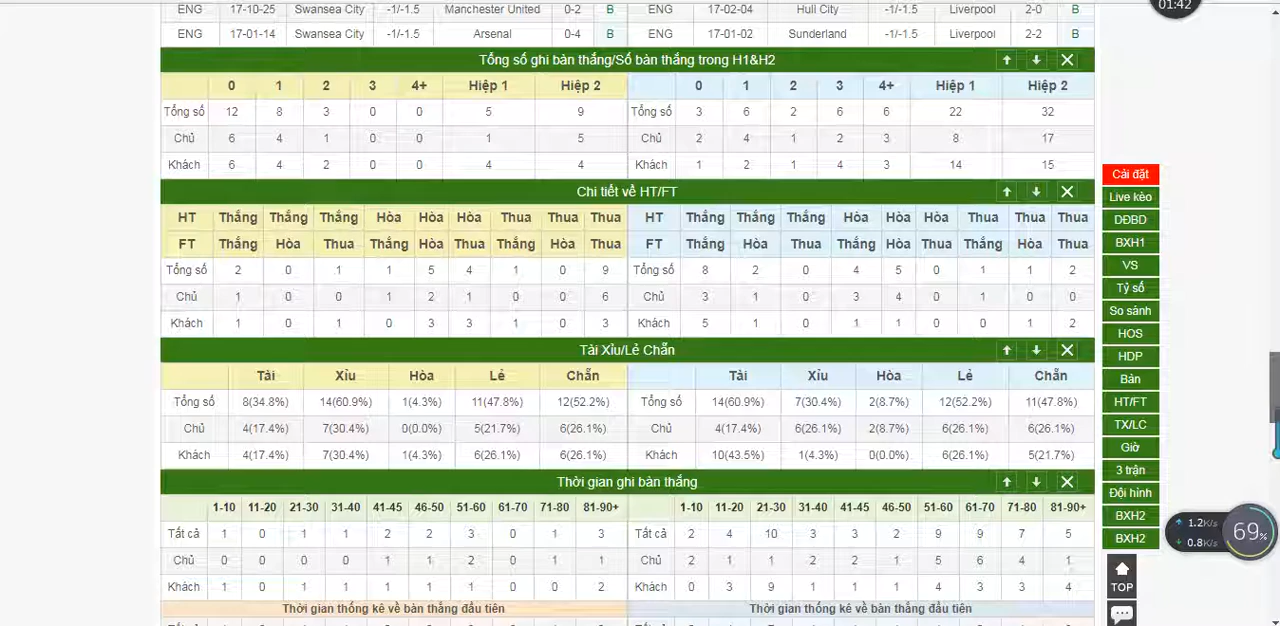 01:42
ENG 17-10-25 Swansea City -1/-1.5 Manchester United 0-2 B ENG 17-02-04 Hull City -1/-1.5 Liverpool 2-0 B
ENG 17-01-14 Swansea City -1/-1.5 Arsenal 0-4 B ENG 17-01-02 Sunderland -1/-1.5 Liverpool 2-2 B
Tổng số ghi bàn thắng/Số bàn thắng trong H1&H2
0 1 2 3 4+ Hiệp 1 Hiệp 2 0 1 2 3 4+ Hiệp 1 Hiệp 2
Tổng số 12 8 3 0 0 5 9 Tổng số 3 6 2 6 6 22 32
Chủ 6 4 1 0 0 1 5 Chủ 2 4 1 2 3 8 17
Khách 6 4 2 0 0 4 4 Khách 1 2 1 4 3 14 15
Chi tiết về HT/FT
HT Thắng Thắng Thắng Hòa Hòa Hòa Thua Thua Thua HT Thắng Thắng Thắng Hòa Hòa Hòa Thua Thua Thua
FT Thắng Hòa Thua Thắng Hòa Thua Thắng Hòa Thua FT Thắng Hòa Thua Thắng Hòa Thua Thắng Hòa Thua
Tổng số 2 0 1 1 5 4 1 0 9 Tổng số 8 2 0 4 5 0 1 1 2
Chủ 1 0 0 1 2 1 0 0 6 Chủ 3 1 0 3 4 0 1 0 0
Khách 1 0 1 0 3 3 1 0 3 Khách 5 1 0 1 1 0 0 1 2
Tài Xỉu/Lẻ Chẵn
Tài Xỉu Hòa Lẻ Chẵn Tài Xỉu Hòa Lẻ Chẵn
Tổng số 8(34.8%) 14(60.9%) 1(4.3%) 11(47.8%) 12(52.2%) Tổng số 14(60.9%) 7(30.4%) 2(8.7%) 12(52.2%) 11(47.8%)
Chủ 4(17.4%) 7(30.4%) 0(0.0%) 5(21.7%) 6(26.1%) Chủ 4(17.4%) 6(26.1%) 2(8.7%) 6(26.1%) 6(26.1%)
Khách 4(17.4%) 7(30.4%) 1(4.3%) 6(26.1%) 6(26.1%) Khách 10(43.5%) 1(4.3%) 0(0.0%) 6(26.1%) 5(21.7%)
Thời gian ghi bàn thắng
1-10 11-20 21-30 31-40 41-45 46-50 51-60 61-70 71-80 81-90+ 1-10 11-20 21-30 31-40 41-45 46-50 51-60 61-70 71-80 81-90+
Tất cả 1 0 1 1 2 2 3 0 1 3 Tất cả 2 4 10 3 3 2 9 9 7 5
Chủ 0 0 0 0 1 1 2 0 1 1 Chủ 2 1 1 2 2 1 5 6 4 1
Khách 1 0 1 1 1 1 1 0 0 2 Khách 0 3 9 1 1 1 4 3 3 4
Thời gian thống kê về bàn thắng đầu tiên Thời gian thống kê về bàn thắng đầu tiên
Cài đặt
Live kèo
DĐBD
BXH1
VS
Tỷ số
So sánh
HOS
HDP
Bàn
HT/FT
TX/LC
Giờ
3 trận
Đội hình
BXH2
BXH2
TOP
1.2K/s
0.8K/s
69%